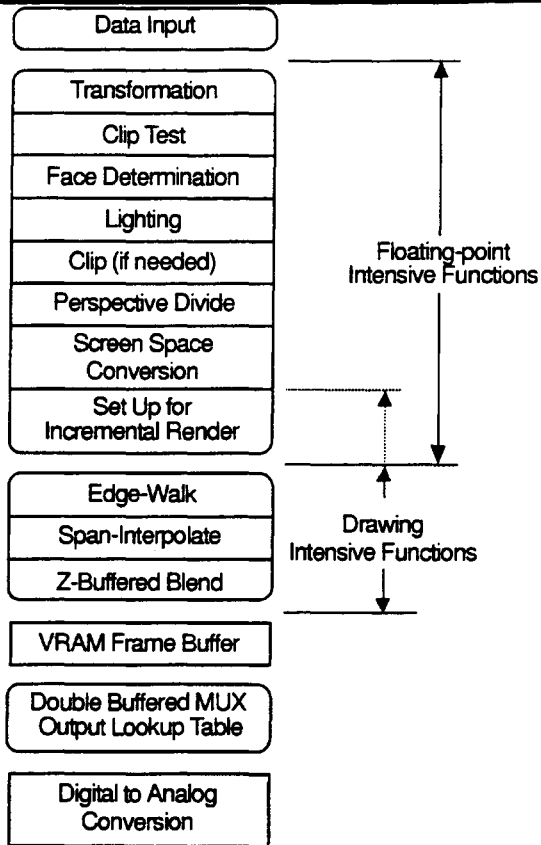 Data Input
Transformation
Clip Test
Face Determination
Lighting
Clip (if needed)
Perspective Divide
Screen Space
Conversion
Set Up for
Incremental Render
Floating-point
Intensive Functions
Edge-Walk
Span-Interpolate
Z-Buffered Blend
Drawing
Intensive Functions
VRAM Frame Buffer
Double Buffered MUX
Output Lookup Table
Digital to Analog
Conversion